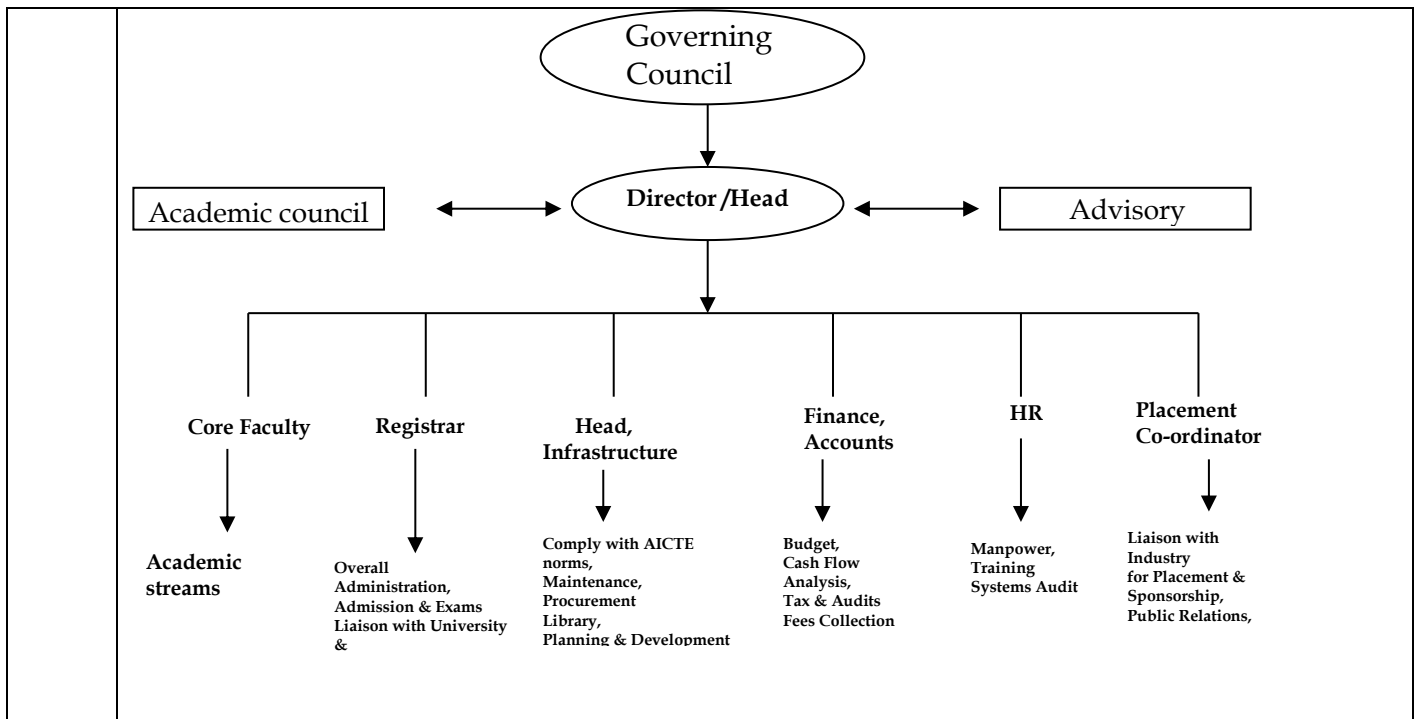 Governing
Council
Academic council
Director /Head
Advisory
Core Faculty
Registrar
Head,
Infrastructure
Finance,
Accounts
HR
Placement
Co-ordinator
Academic
streams
Overall
Administration,
Admission & Exams
Liaison with University
&
Comply with AICTE
norms,
Maintenance,
Procurement
Library,
Planning & Development
Budget,
Cash Flow
Analysis,
Tax & Audits
Fees Collection
Manpower,
Training
Systems Audit
Liaison with
Industry
for Placement &
Sponsorship,
Public Relations,